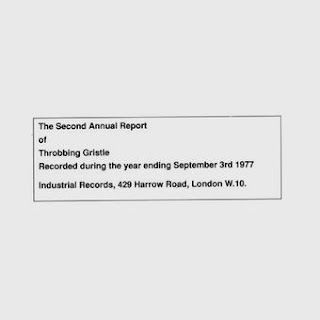 The Second Annual Report
of
Throbbing Gristle
Recorded during the year ending September 3rd 1977
Industrial Records, 429 Harrow Road, London W.10.